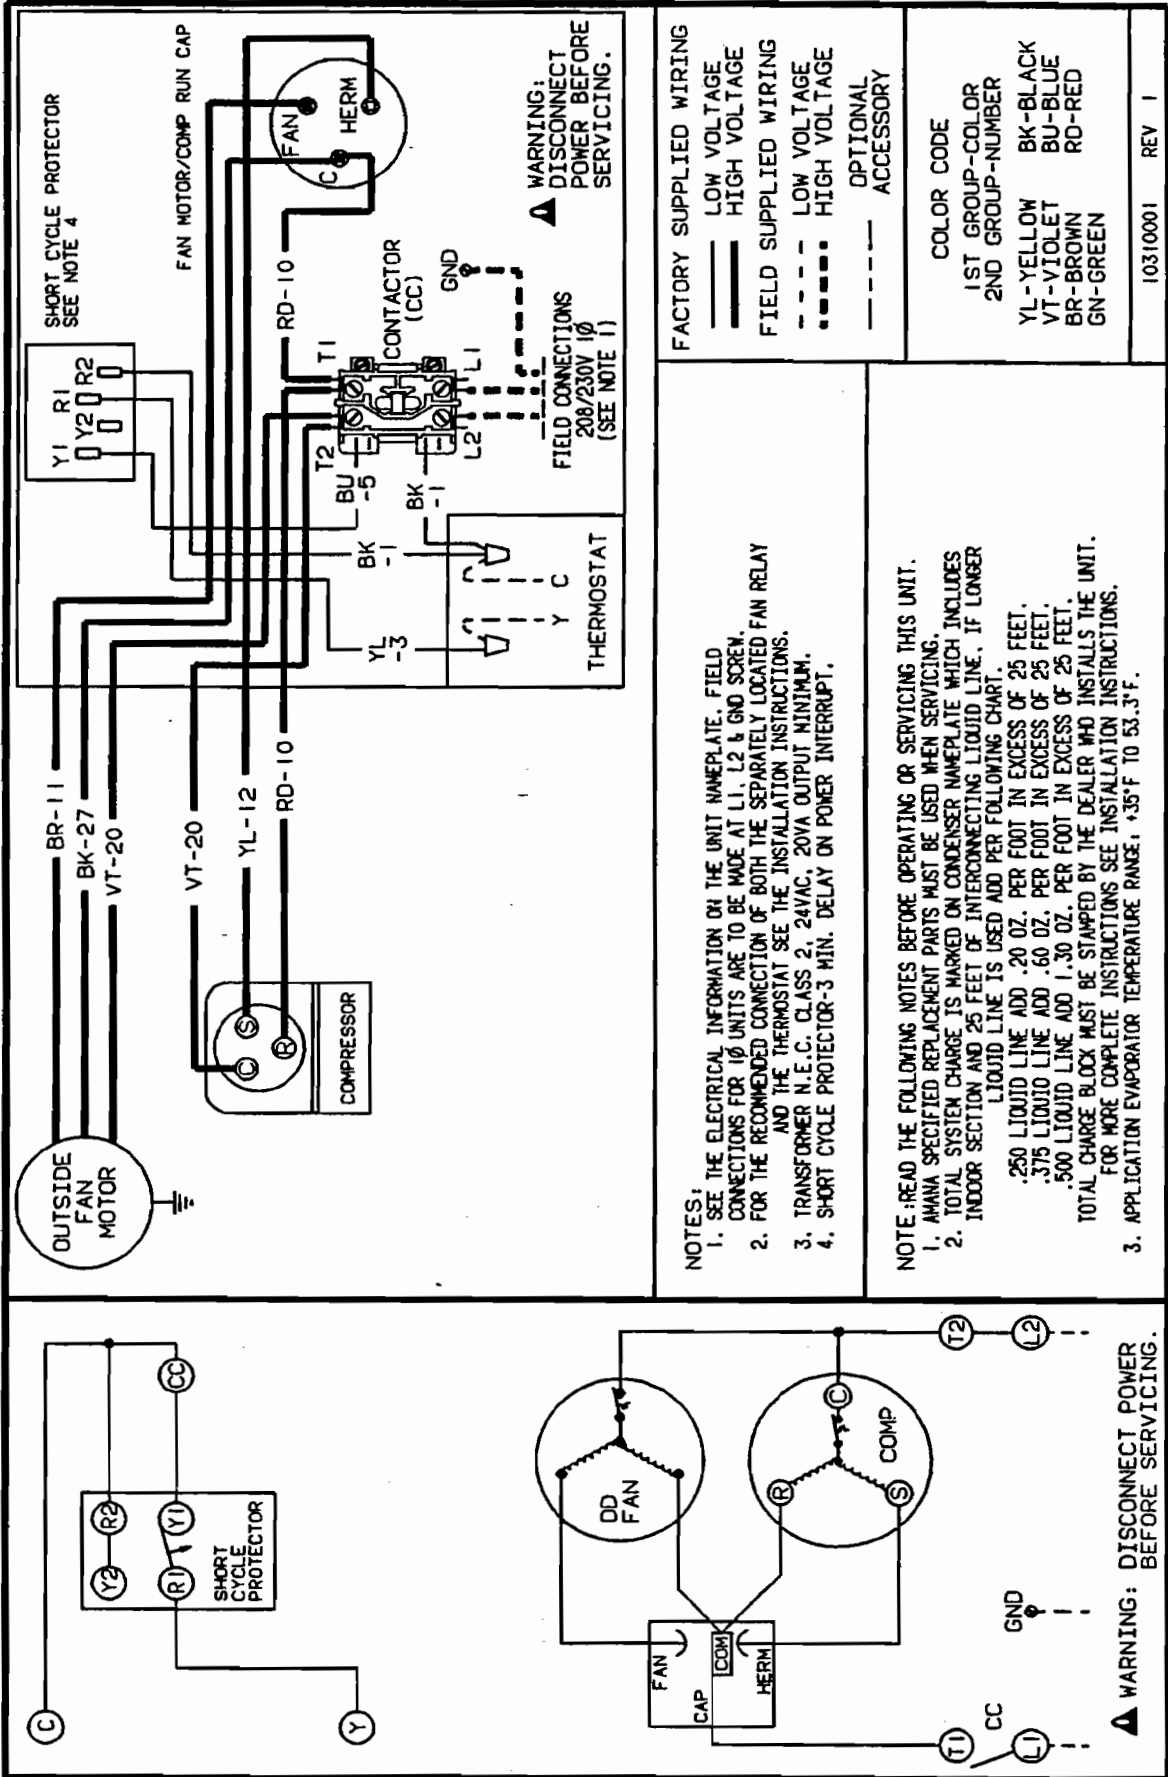 SHORT CYCLE PROTECTOR
SEE NOTE 4
FAN MOTOR/COMP RUN CAP
Y1
Y2
R1
R2
FAN
C
HERM
BR-11
BK-27
VT-20
VT-20
YL-12
RD-10
RD-10
T1
T2
CONTACTOR
(CC)
L1
L2
GND
BU
-5
BK
-1
BK
-1
YL
-3
Y
C
THERMOSTAT
FIELD CONNECTIONS
208/230V 1Ø
(SEE NOTE 1)
WARNING:
DISCONNECT
POWER BEFORE
SERVICING.
OUTSIDE
FAN
MOTOR
C
S
R
COMPRESSOR
FACTORY SUPPLIED WIRING
LOW VOLTAGE
HIGH VOLTAGE
FIELD SUPPLIED WIRING
LOW VOLTAGE
HIGH VOLTAGE
OPTIONAL
ACCESSORY
COLOR CODE
1ST GROUP-COLOR
2ND GROUP-NUMBER
YL-YELLOW BK-BLACK
VT-VIOLET BU-BLUE
BR-BROWN RD-RED
GN-GREEN
10310001 REV 1
NOTES:
1. SEE THE ELECTRICAL INFORMATION ON THE UNIT NAMEPLATE. FIELD
CONNECTIONS FOR 1Ø UNITS ARE TO BE MADE AT L1, L2 & GND SCREW.
2. FOR THE RECOMMENDED CONNECTION OF BOTH THE SEPARATELY LOCATED FAN RELAY
AND THE THERMOSTAT SEE THE INSTALLATION INSTRUCTIONS.
3. TRANSFORMER N.E.C. CLASS 2, 24VAC, 20VA OUTPUT MINIMUM.
4. SHORT CYCLE PROTECTOR-3 MIN. DELAY ON POWER INTERRUPT.
NOTE:READ THE FOLLOWING NOTES BEFORE OPERATING OR SERVICING THIS UNIT.
1. AMANA SPECIFIED REPLACEMENT PARTS MUST BE USED WHEN SERVICING.
2. TOTAL SYSTEM CHARGE IS MARKED ON CONDENSER NAMEPLATE WHICH INCLUDES
INDOOR SECTION AND 25 FEET OF INTERCONNECTING LIQUID LINE. IF LONGER
LIQUID LINE IS USED ADD PER FOLLOWING CHART.
.250 LIQUID LINE ADD .20 OZ. PER FOOT IN EXCESS OF 25 FEET.
.375 LIQUID LINE ADD .60 OZ. PER FOOT IN EXCESS OF 25 FEET.
.500 LIQUID LINE ADD 1.30 OZ. PER FOOT IN EXCESS OF 25 FEET.
TOTAL CHARGE BLOCK MUST BE STAMPED BY THE DEALER WHO INSTALLS THE UNIT.
FOR MORE COMPLETE INSTRUCTIONS SEE INSTALLATION INSTRUCTIONS.
3. APPLICATION EVAPORATOR TEMPERATURE RANGE: +35°F TO 53.3°F.
C
Y
Y2
R2
R1
Y1
CC
SHORT
CYCLE
PROTECTOR
DD
FAN
FAN
COM
CAP
HERM
R
C
S
COMP
T1
CC
L1
T2
L2
GND
WARNING: DISCONNECT POWER
BEFORE SERVICING.